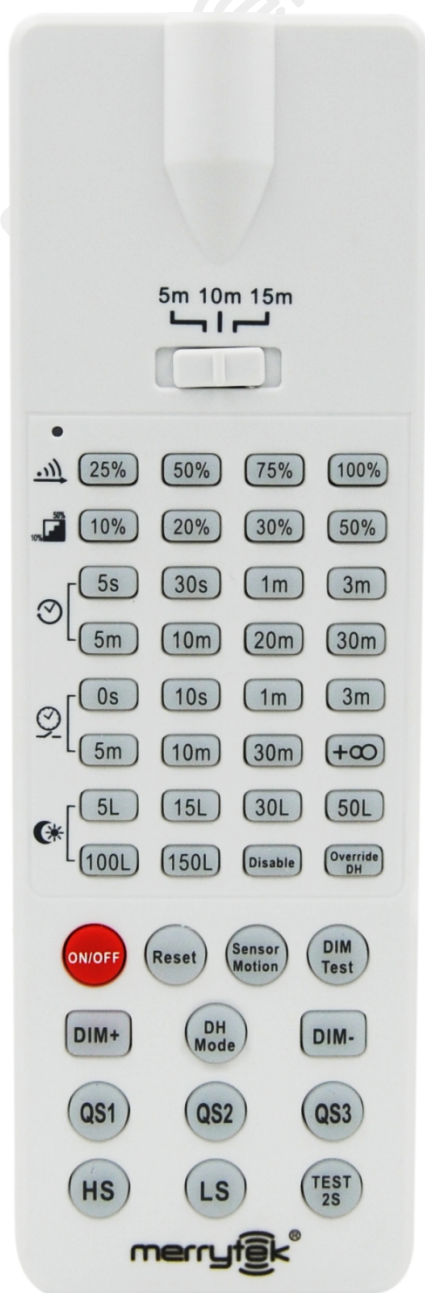 5m 10m 15m
25% 50% 75% 100%
50%
10%
10% 20% 30% 50%
5s 30s 1m 3m
5m 10m 20m 30m
0s 10s 1m 3m
5m 10m 30m +∞
5L 15L 30L 50L
100L 150L Disable Override DH
ON/OFF Reset Sensor Motion DIM Test
DIM+ DH Mode DIM-
QS1 QS2 QS3
HS LS TEST 2S
merrytek®